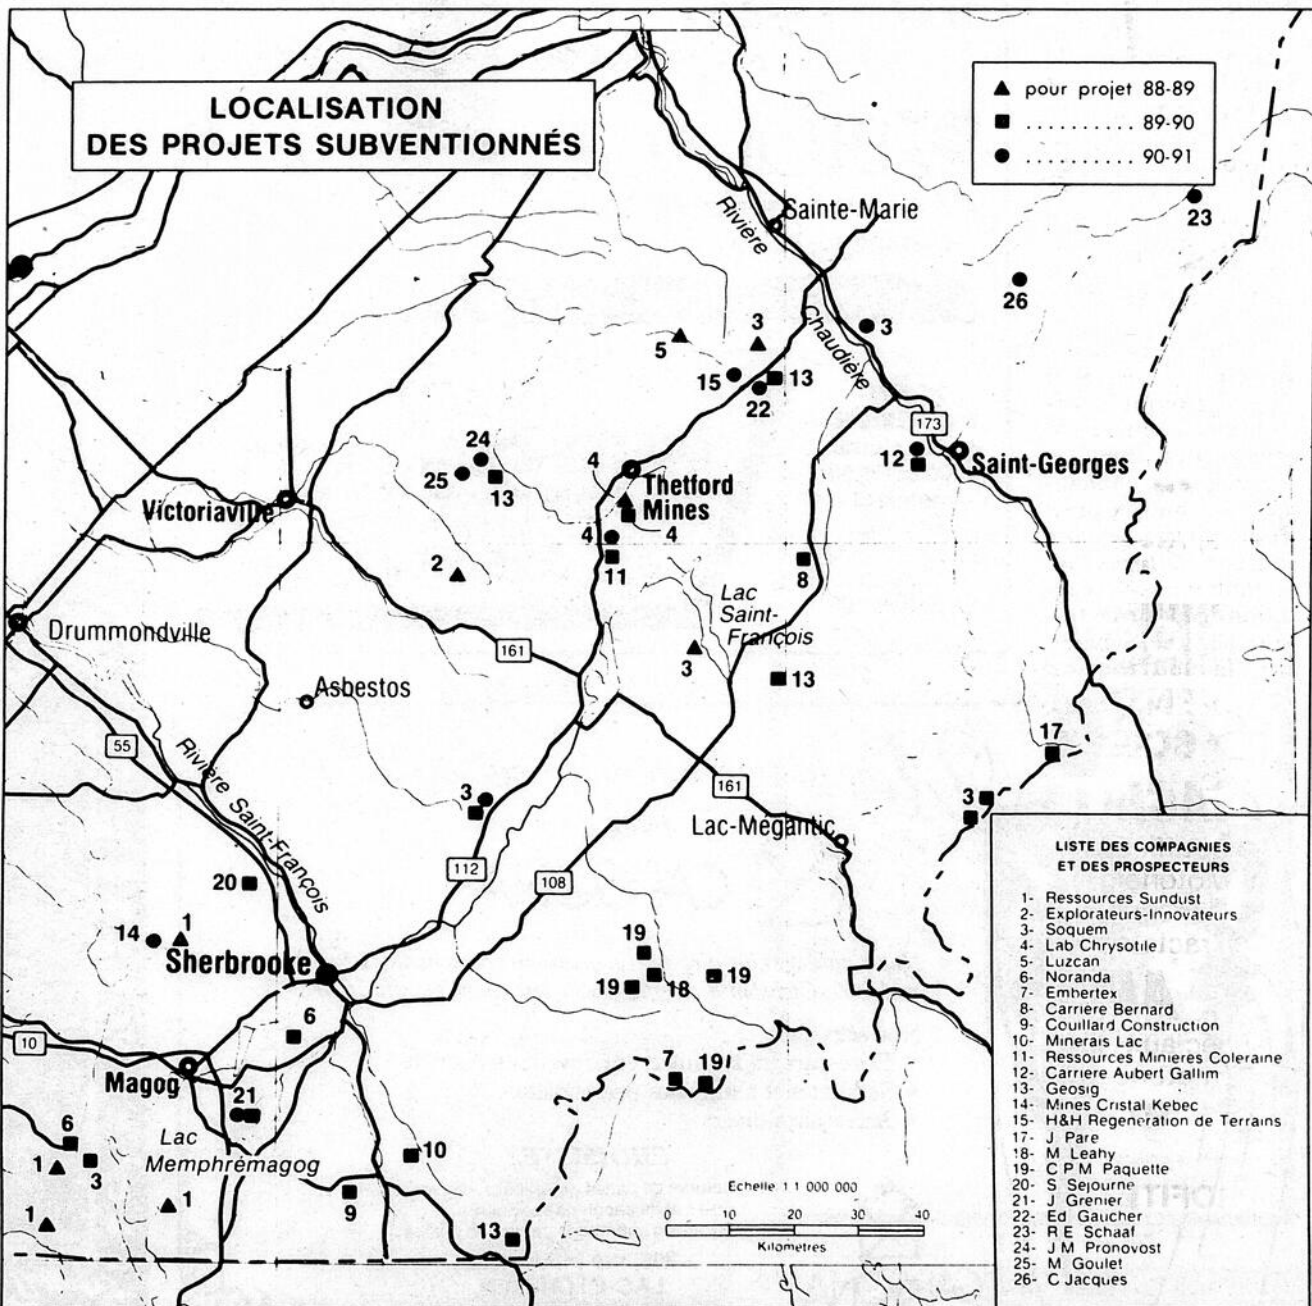 LOCALISATION
DES PROJETS SUBVENTIONNÉS
▲ pour projet 88-89
■ .......... 89-90
● .......... 90-91
23
Sainte-Marie
Rivière
Chaudière
26
3
5
3
15
13
22
173
24
4
12
Saint-Georges
25
13
Thetford
Mines
Victoriaville
4
4
2
11
8
Lac
Saint-
François
Drummondville
161
3
13
Asbestos
17
55
Rivière Saint-François
161
3
3
Lac-Mégantic
112
108
20
14
1
Sherbrooke
19
19
18
19
6
10
7
19
Magog
21
Lac
Memphrémagog
6
10
1
3
1
9
1
13
Echelle 1 1 000 000
0 10 20 30 40
Kilometres
LISTE DES COMPAGNIES
ET DES PROSPECTEURS
1- Ressources Sundust
2- Explorateurs-Innovateurs
3- Soquem
4- Lab Chrysotile
5- Luzcan
6- Noranda
7- Emhertex
8- Carriere Bernard
9- Couillard Construction
10- Minerais Lac
11- Ressources Minieres Coleraine
12- Carriere Aubert Gallim
13- Geosig
14- Mines Cristal Kebec
15- H&H Regeneration de Terrains
17- J Pare
18- M Leahy
19- C P M Paquette
20- S Sejourne
21- J Grenier
22- Ed Gaucher
23- R E Schaaf
24- J M Pronovost
25- M Goulet
26- C Jacques